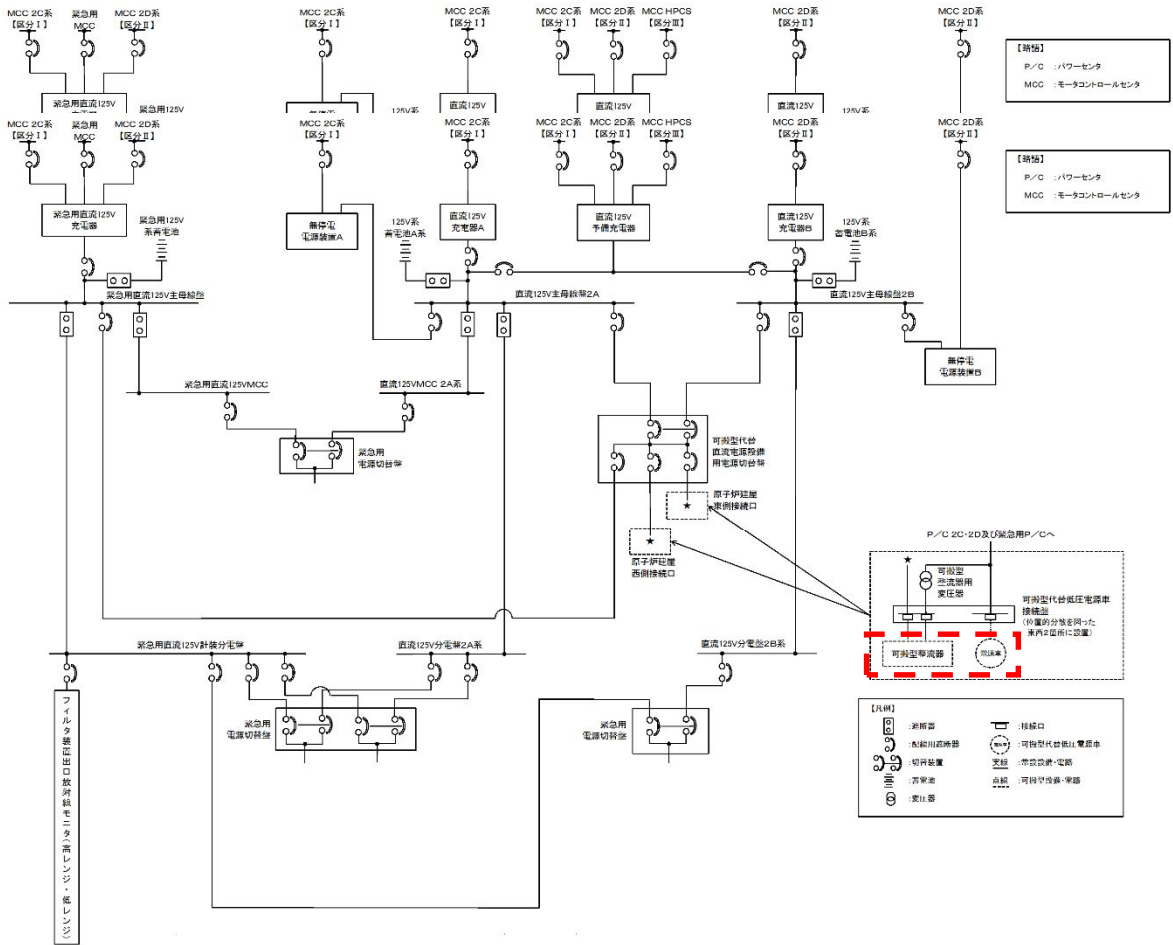 MCC 2C系
【区分Ⅰ】
緊急用
MCC
MCC 2D系
【区分Ⅱ】
MCC 2C系
【区分Ⅰ】
MCC 2C系
【区分Ⅰ】
MCC 2C系
【区分Ⅰ】
MCC 2D系
【区分Ⅱ】
MCC HPCS
【区分Ⅲ】
MCC 2D系
【区分Ⅱ】
MCC 2D系
【区分Ⅱ】
【略語】
P/C :パワーセンタ
MCC :モータコントロールセンタ
緊急用直流125V
緊急用125V
125V系
直流125V
直流125V
直流125V
125V系
MCC 2C系
【区分Ⅰ】
緊急用
MCC
MCC 2D系
【区分Ⅱ】
MCC 2C系
【区分Ⅰ】
MCC 2C系
【区分Ⅰ】
MCC 2C系
【区分Ⅰ】
MCC 2D系
【区分Ⅱ】
MCC HPCS
【区分Ⅲ】
MCC 2D系
【区分Ⅱ】
MCC 2D系
【区分Ⅱ】
【略語】
P/C :パワーセンタ
MCC :モータコントロールセンタ
緊急用直流125V
充電器
緊急用125V
系蓄電池
無停電
電源装置A
125V系
蓄電池A系
直流125V
充電器A
直流125V
予備充電器
直流125V
充電器B
125V系
蓄電池B系
緊急用直流125V主母線盤
直流125V主母線盤2A
直流125V主母線盤2B
無停電
電源装置B
緊急用直流125VMCC
直流125VMCC 2A系
緊急用
電源切替盤
可搬型代替
直流電源設備
用電源切替盤
原子炉建屋
東側接続口
原子炉建屋
西側接続口
P/C 2C・2D及び緊急用P/Cへ
可搬型
整流器用
変圧器
可搬型代替低圧電源車
接続盤
(位置的分散を図った
東西2箇所に設置)
可搬型整流器
電源車
緊急用直流125V計装分電盤
直流125V分電盤2A系
直流125V分電盤2B系
緊急用
電源切替盤
緊急用
電源切替盤
フィルタ装置出口放射線モニタ(高レンジ・低レンジ)
【凡例】
:遮断器
:接続口
:配線用遮断器
電源車
:可搬型代替低圧電源車
:切替装置
実線
:常設設備・電路
:蓄電池
点線
:可搬型設備・電路
:変圧器